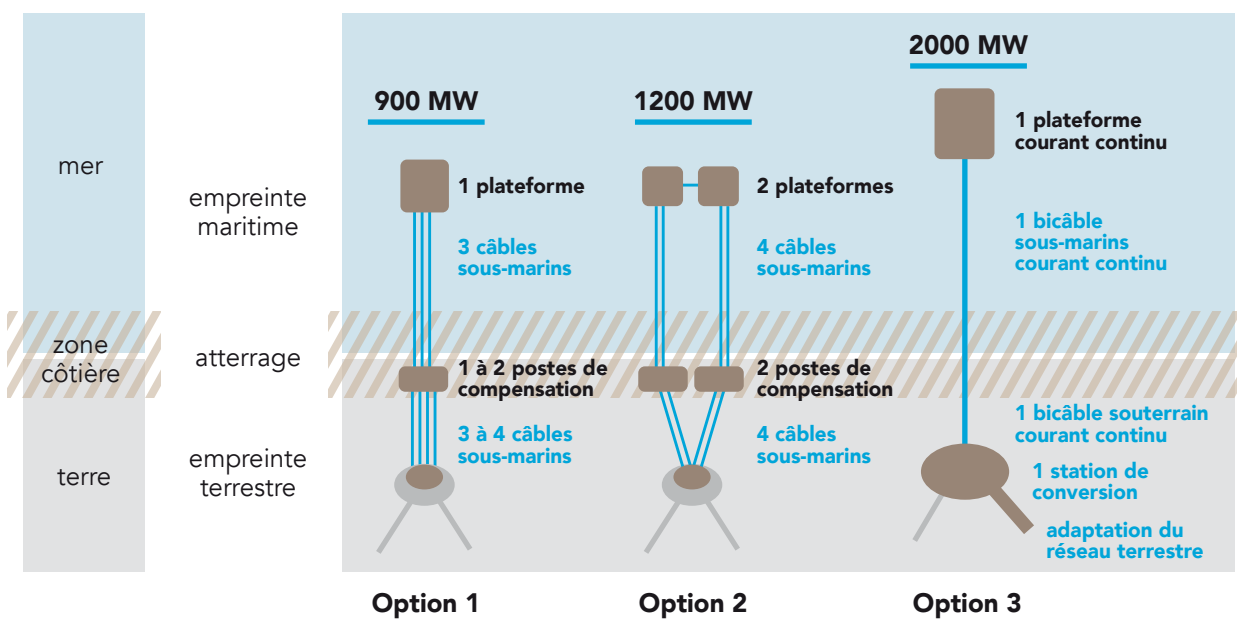 mer
zone
côtière
terre
empreinte
maritime
atterrage
empreinte
terrestre
900 MW
1 plateforme
3 câbles
sous-marins
1 à 2 postes de
compensation
3 à 4 câbles
sous-marins
Option 1
1200 MW
2 plateformes
4 câbles
sous-marins
2 postes de
compensation
4 câbles
sous-marins
Option 2
2000 MW
1 plateforme
courant continu
1 bicâble
sous-marins
courant continu
1 bicâble souterrain
courant continu
1 station de
conversion
adaptation du
réseau terrestre
Option 3